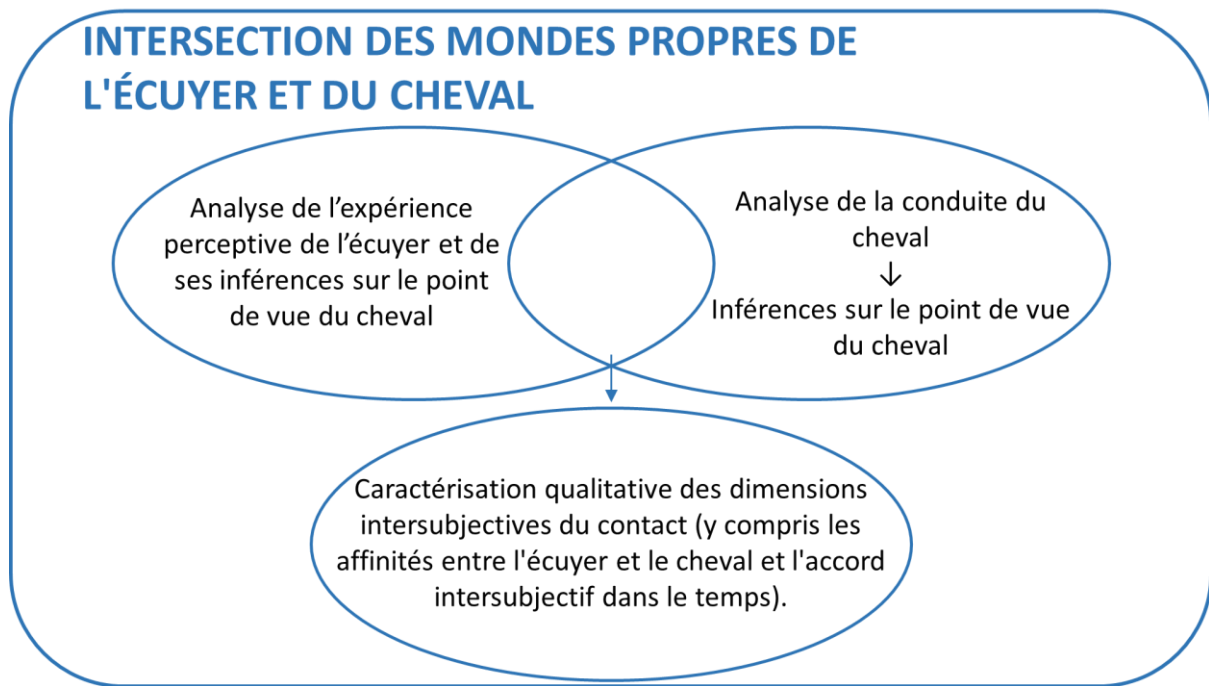 INTERSECTION DES MONDES PROPRES DE
L'ÉCUYER ET DU CHEVAL
Analyse de l’expérience
perceptive de l’écuyer et de
ses inférences sur le point
de vue du cheval
Analyse de la conduite du
cheval
↓
Inférences sur le point de vue
du cheval
Caractérisation qualitative des dimensions
intersubjectives du contact (y compris les
affinités entre l'écuyer et le cheval et l'accord
intersubjectif dans le temps).